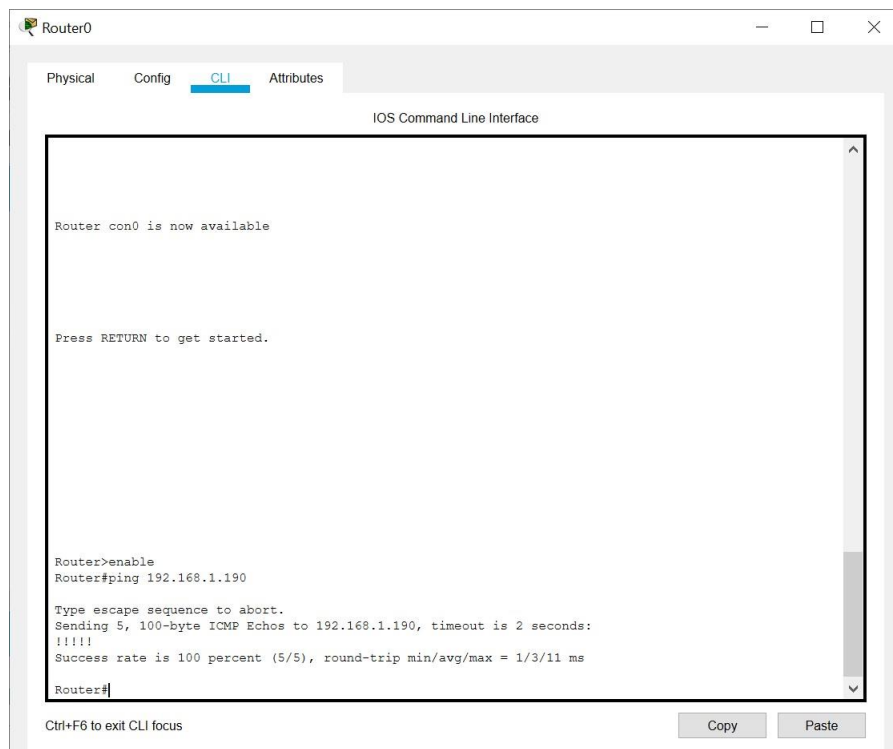 Router0
Physical Config CLI Attributes
IOS Command Line Interface
Router con0 is now available
Press RETURN to get started.
Router>enable
Router#ping 192.168.1.190
Type escape sequence to abort.
Sending 5, 100-byte ICMP Echos to 192.168.1.190, timeout is 2 seconds:
!!!!!
Success rate is 100 percent (5/5), round-trip min/avg/max = 1/3/11 ms
Router#
Ctrl+F6 to exit CLI focus
Copy Paste